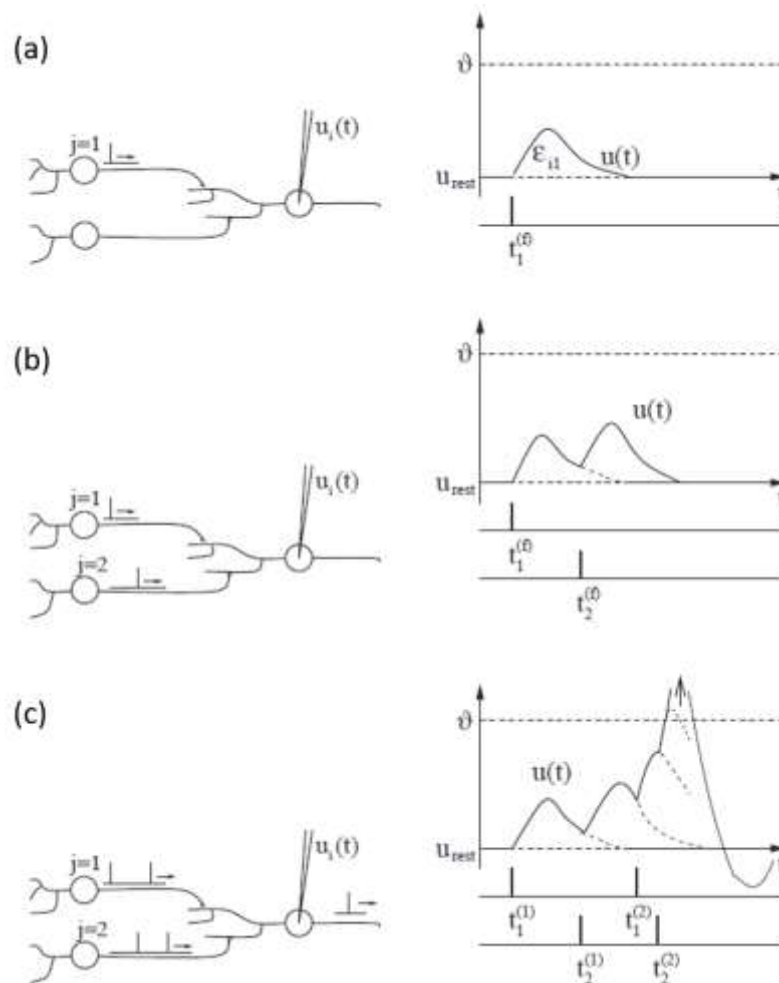 (a)
j=1
u_i(t)
ϑ
ε_i1
u(t)
u_rest
t_1^(f)
(b)
j=1
j=2
u_i(t)
ϑ
u(t)
u_rest
t_1^(f)
t_2^(f)
(c)
j=1
j=2
u_i(t)
ϑ
u(t)
u_rest
t_1^(1) t_1^(2)
t_2^(1) t_2^(2)